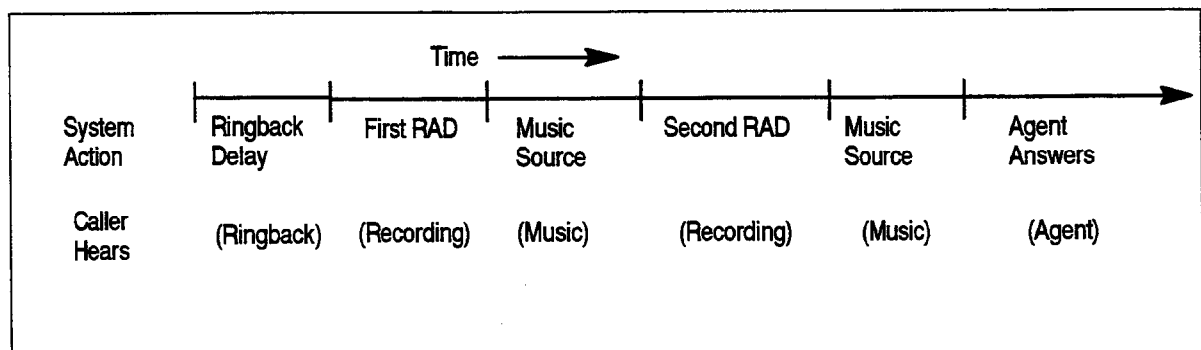 Time
System Action
Ringback Delay
First RAD
Music Source
Second RAD
Music Source
Agent Answers
Caller Hears
(Ringback)
(Recording)
(Music)
(Recording)
(Music)
(Agent)